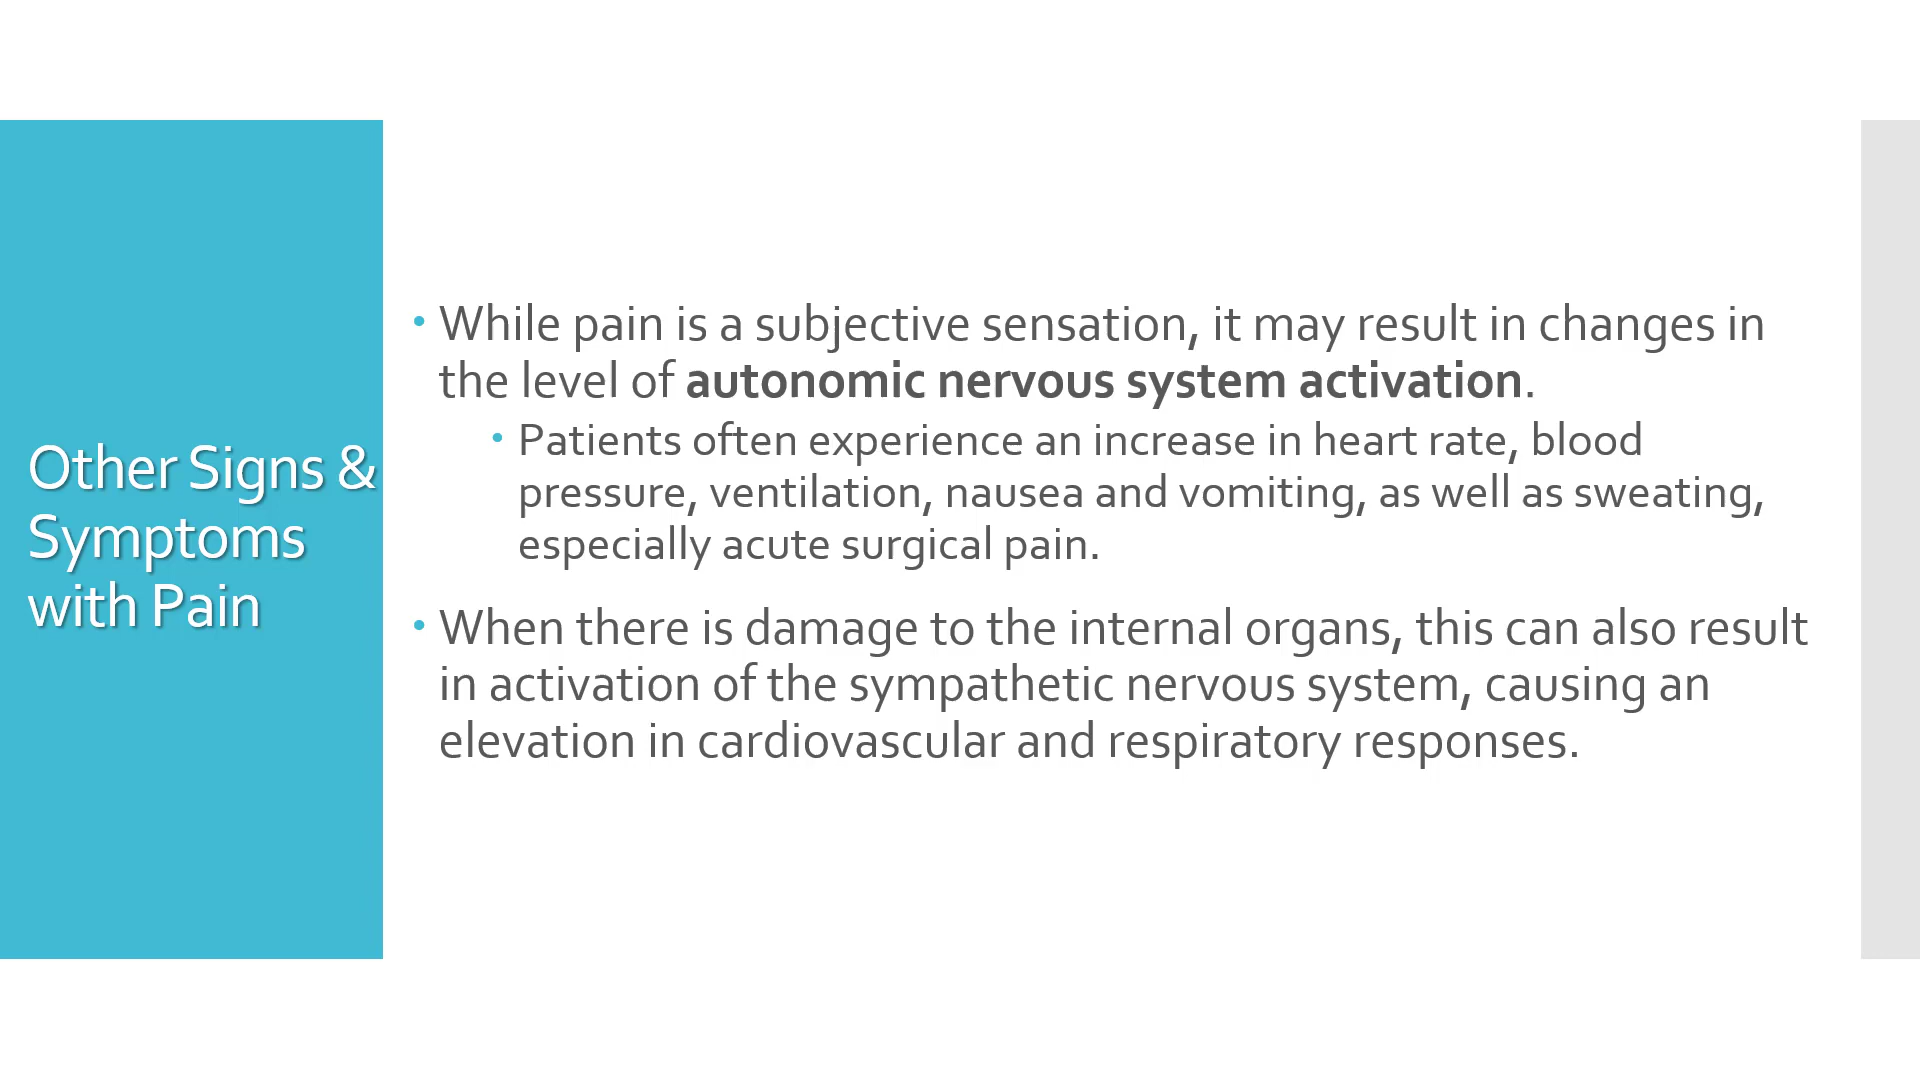 Other Signs &
Symptoms
with Pain
• While pain is a subjective sensation, it may result in changes in
the level of autonomic nervous system activation.
• Patients often experience an increase in heart rate, blood
pressure, ventilation, nausea and vomiting, as well as sweating,
especially acute surgical pain.
• When there is damage to the internal organs, this can also result
in activation of the sympathetic nervous system, causing an
elevation in cardiovascular and respiratory responses.